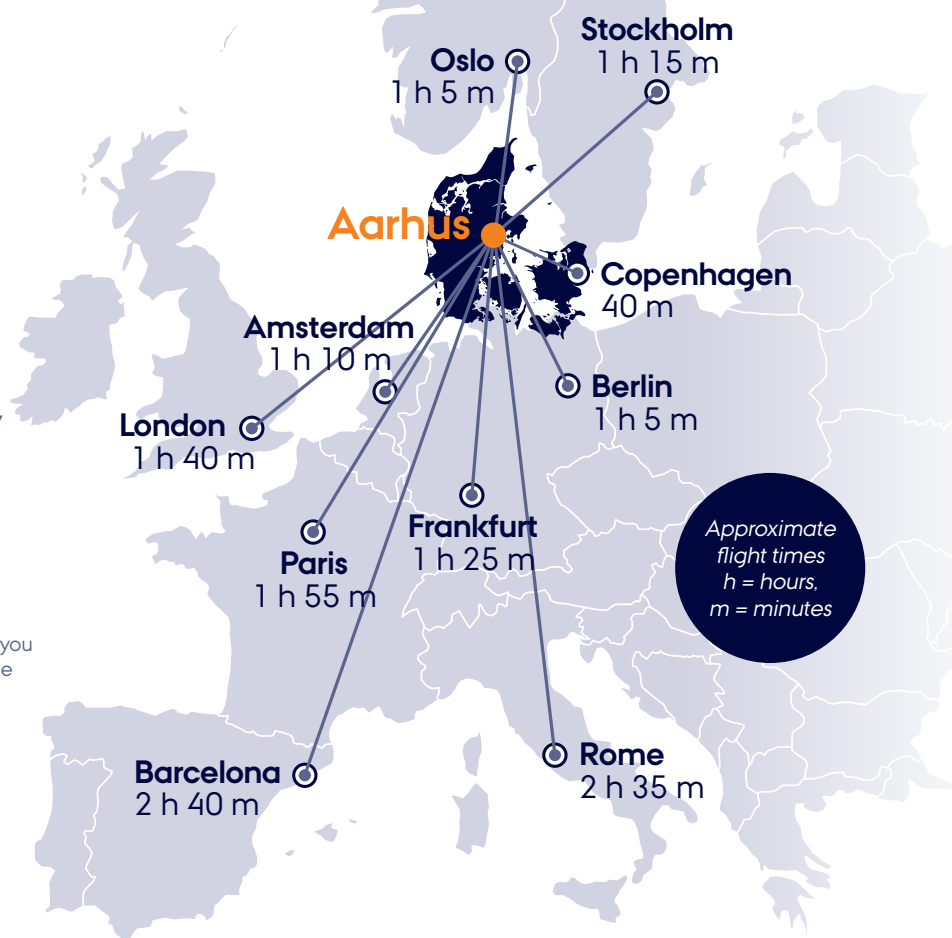 Stockholm
1 h 15 m
Oslo
1 h 5 m
Aarhus
Copenhagen
40 m
Amsterdam
1 h 10 m
Berlin
1 h 5 m
London
1 h 40 m
Frankfurt
1 h 25 m
Paris
1 h 55 m
Approximate
flight times
h = hours,
m = minutes
you
e
Barcelona
2 h 40 m
Rome
2 h 35 m